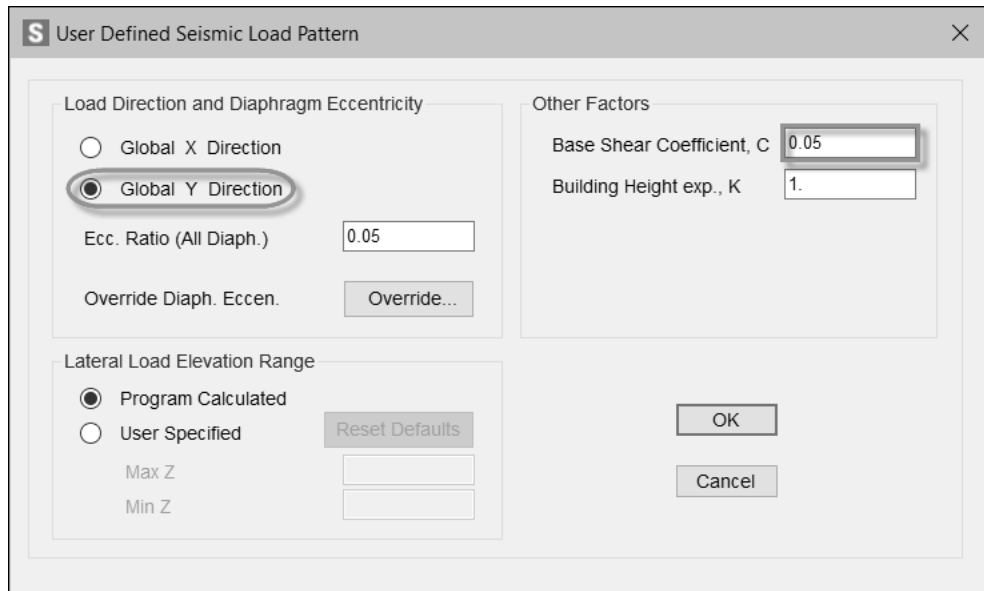 S User Defined Seismic Load Pattern
Load Direction and Diaphragm Eccentricity
Global X Direction
Global Y Direction
Ecc. Ratio (All Diaph.) 0.05
Override Diaph. Eccen. Override...
Other Factors
Base Shear Coefficient, C 0.05
Building Height exp., K 1.
Lateral Load Elevation Range
Program Calculated
User Specified Reset Defaults
Max Z
Min Z
OK
Cancel